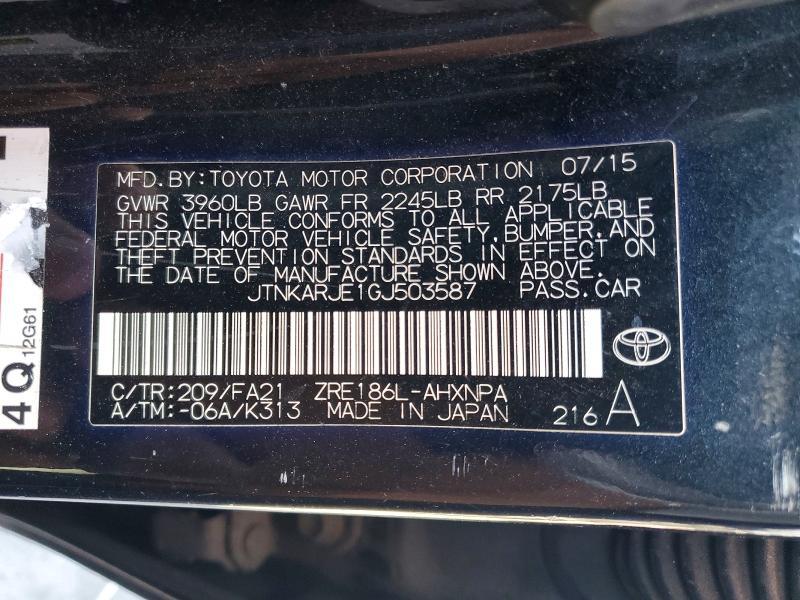 MFD.BY:TOYOTA MOTOR CORPORATION 07/15
GVWR 3960LB GAWR FR 2245LB RR 2175LB
THIS VEHICLE CONFORMS TO ALL APPLICABLE
FEDERAL MOTOR VEHICLE SAFETY,BUMPER,AND
THEFT PREVENTION STANDARDS IN EFFECT ON
THE DATE OF MANUFACTURE SHOWN ABOVE.
JTNKARJE1GJ503587 PASS.CAR
C/TR:209/FA21 ZRE186L-AHXNPA
A/TM:-06A/K313 MADE IN JAPAN 216 A
4Q 12G61